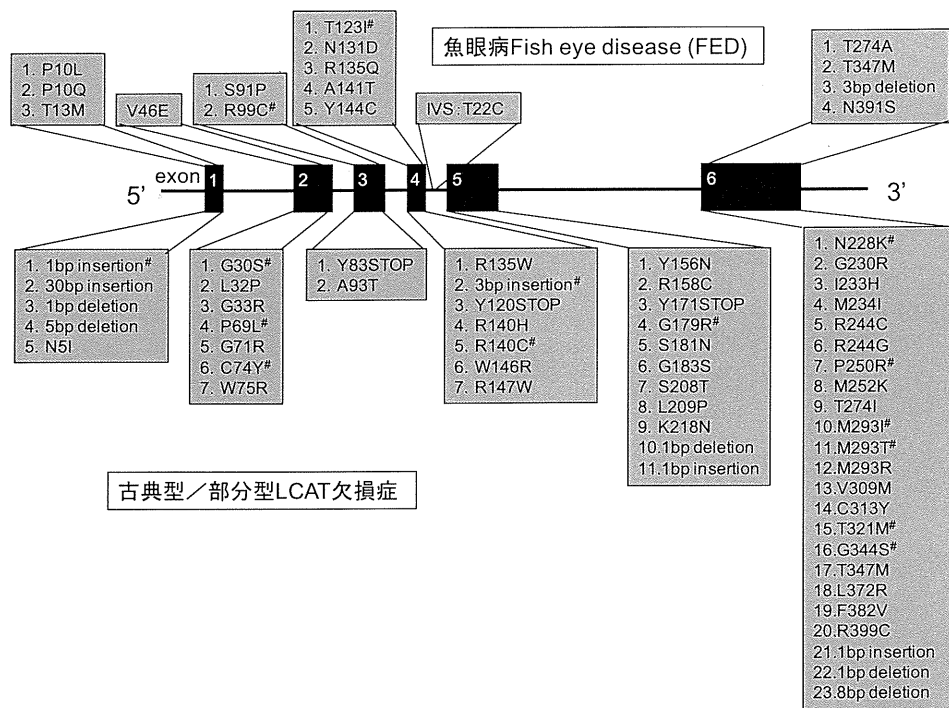 魚眼病Fish eye disease (FED)
1. P10L
2. P10Q
3. T13M
V46E
1. S91P
2. R99C#
1. T123I#
2. N131D
3. R135Q
4. A141T
5. Y144C
IVS:T22C
1. T274A
2. T347M
3. 3bp deletion
4. N391S
5’ exon 1 2 3 4 5 6 3’
1. 1bp insertion#
2. 30bp insertion
3. 1bp deletion
4. 5bp deletion
5. N5I
1. G30S#
2. L32P
3. G33R
4. P69L#
5. G71R
6. C74Y#
7. W75R
1. Y83STOP
2. A93T
1. R135W
2. 3bp insertion#
3. Y120STOP
4. R140H
5. R140C#
6. W146R
7. R147W
1. Y156N
2. R158C
3. Y171STOP
4. G179R#
5. S181N
6. G183S
7. S208T
8. L209P
9. K218N
10.1bp deletion
11.1bp insertion
1. N228K#
2. G230R
3. I233H
4. M234I
5. R244C
6. R244G
7. P250R#
8. M252K
9. T274I
10.M293I#
11.M293T#
12.M293R
13.V309M
14.C313Y
15.T321M#
16.G344S#
17.T347M
18.L372R
19.F382V
20.R399C
21.1bp insertion
22.1bp deletion
23.8bp deletion
古典型／部分型LCAT欠損症